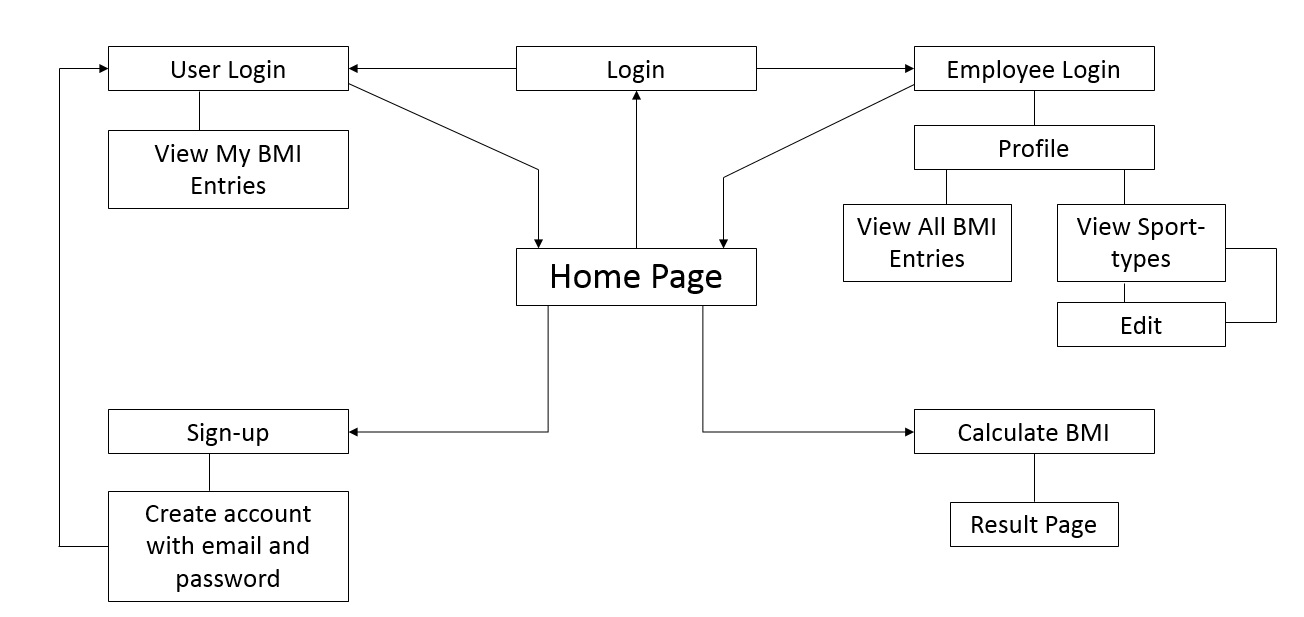 User Login
Login
Employee Login
View My BMI
Entries
Profile
View All BMI
Entries
View Sport-
types
Home Page
Edit
Sign-up
Calculate BMI
Create account
with email and
password
Result Page